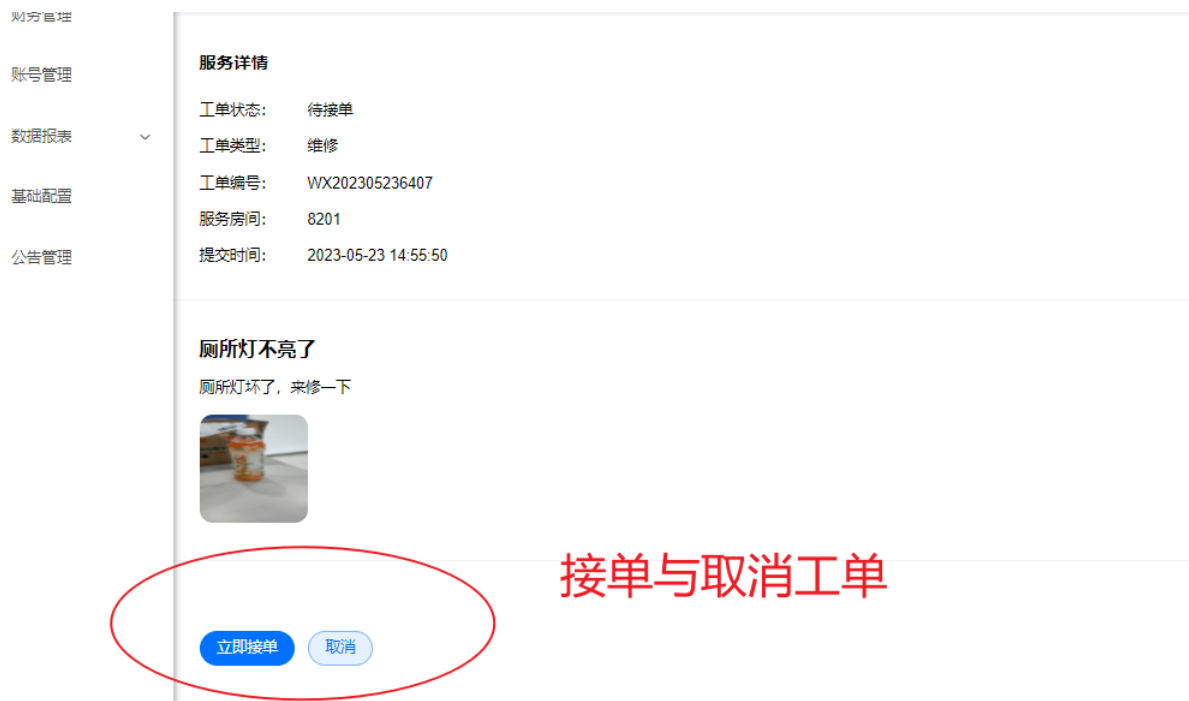 财务管理
账号管理
数据报表
基础配置
公告管理
服务详情
工单状态: 待接单
工单类型: 维修
工单编号: WX202305236407
服务房间: 8201
提交时间: 2023-05-23 14:55:50
厕所灯不亮了
厕所灯坏了，来修一下
接单与取消工单
立即接单 取消